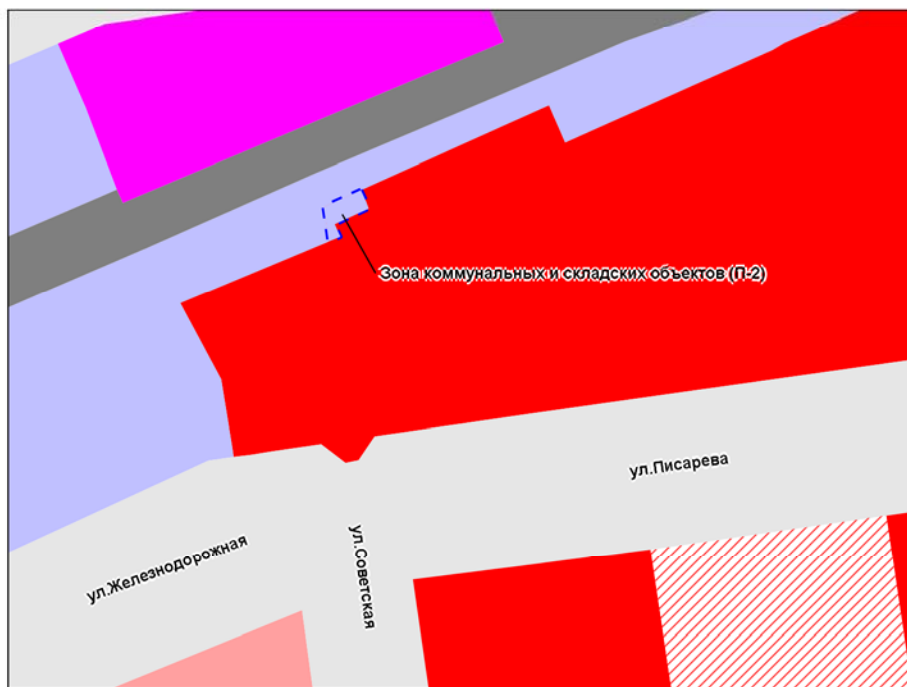 Зона коммунальных и складских объектов (П-2)
ул.Писарева
ул.Железнодорожная
ул.Советская